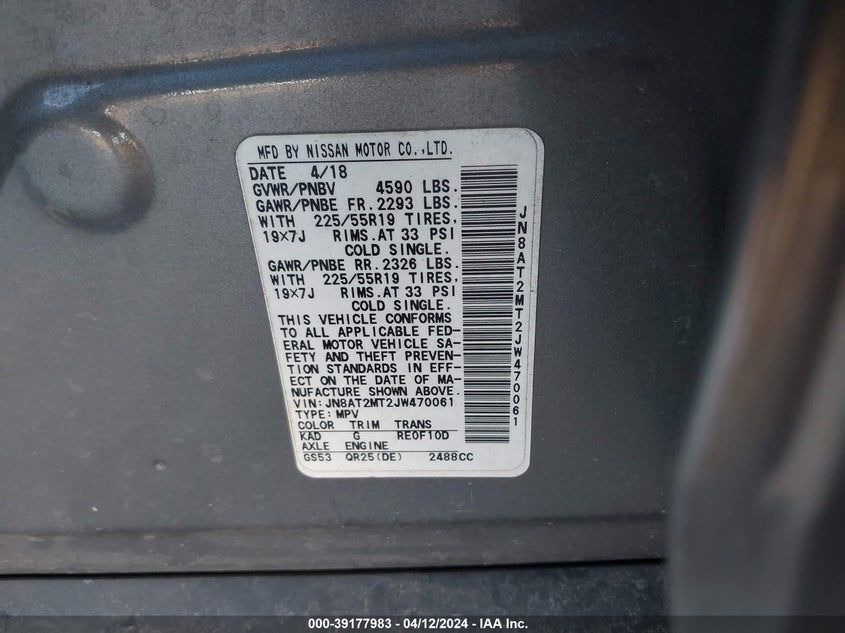 MFD BY NISSAN MOTOR CO.,LTD.
DATE 4/18
GVWR/PNBV 4590 LBS.
GAWR/PNBE FR.2293 LBS.
WITH 225/55R19 TIRES,
19×7J RIMS.AT 33 PSI
COLD SINGLE.
GAWR/PNBE RR.2326 LBS.
WITH 225/55R19 TIRES,
19×7J RIMS.AT 33 PSI
COLD SINGLE.
THIS VEHICLE CONFORMS
TO ALL APPLICABLE FED-
ERAL MOTOR VEHICLE SA-
FETY AND THEFT PREVEN-
TION STANDARDS IN EFF-
ECT ON THE DATE OF MA-
NUFACTURE SHOWN ABOVE.
VIN:JN8AT2MT2JW470061
TYPE:MPV
COLOR TRIM TRANS
KAD G RE0F10D
AXLE ENGINE
GS53 QR25(DE) 2488CC
JN8AT2MT2JW470061
000-39177983 - 04/12/2024 - IAA Inc.